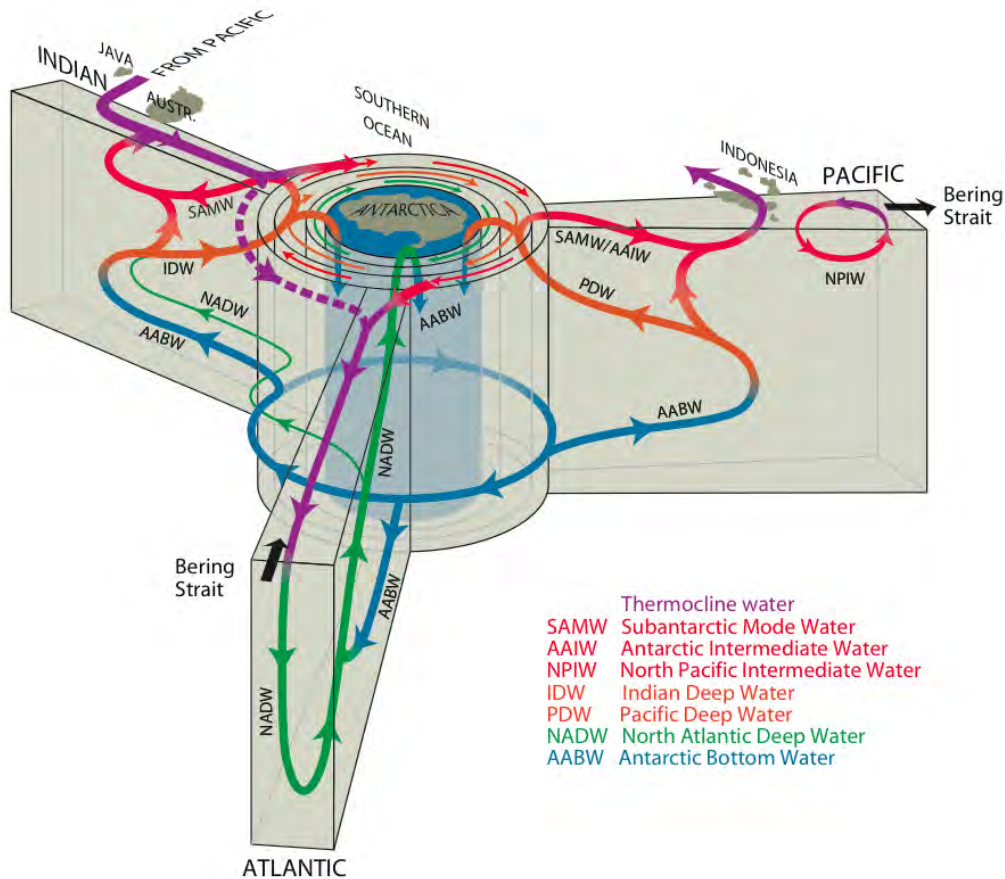 FROM PACIFIC
JAVA
INDIAN
AUSTR.
SOUTHERN
OCEAN
ANTARCTICA
INDONESIA
PACIFIC
Bering
Strait
SAMW
SAMW/AAIW
NPIW
IDW
PDW
NADW
AABW
AABW
AABW
NADW
Bering
Strait
AABW
NADW
ATLANTIC
Thermocline water
SAMW Subantarctic Mode Water
AAIW Antarctic Intermediate Water
NPIW North Pacific Intermediate Water
IDW Indian Deep Water
PDW Pacific Deep Water
NADW North Atlantic Deep Water
AABW Antarctic Bottom Water